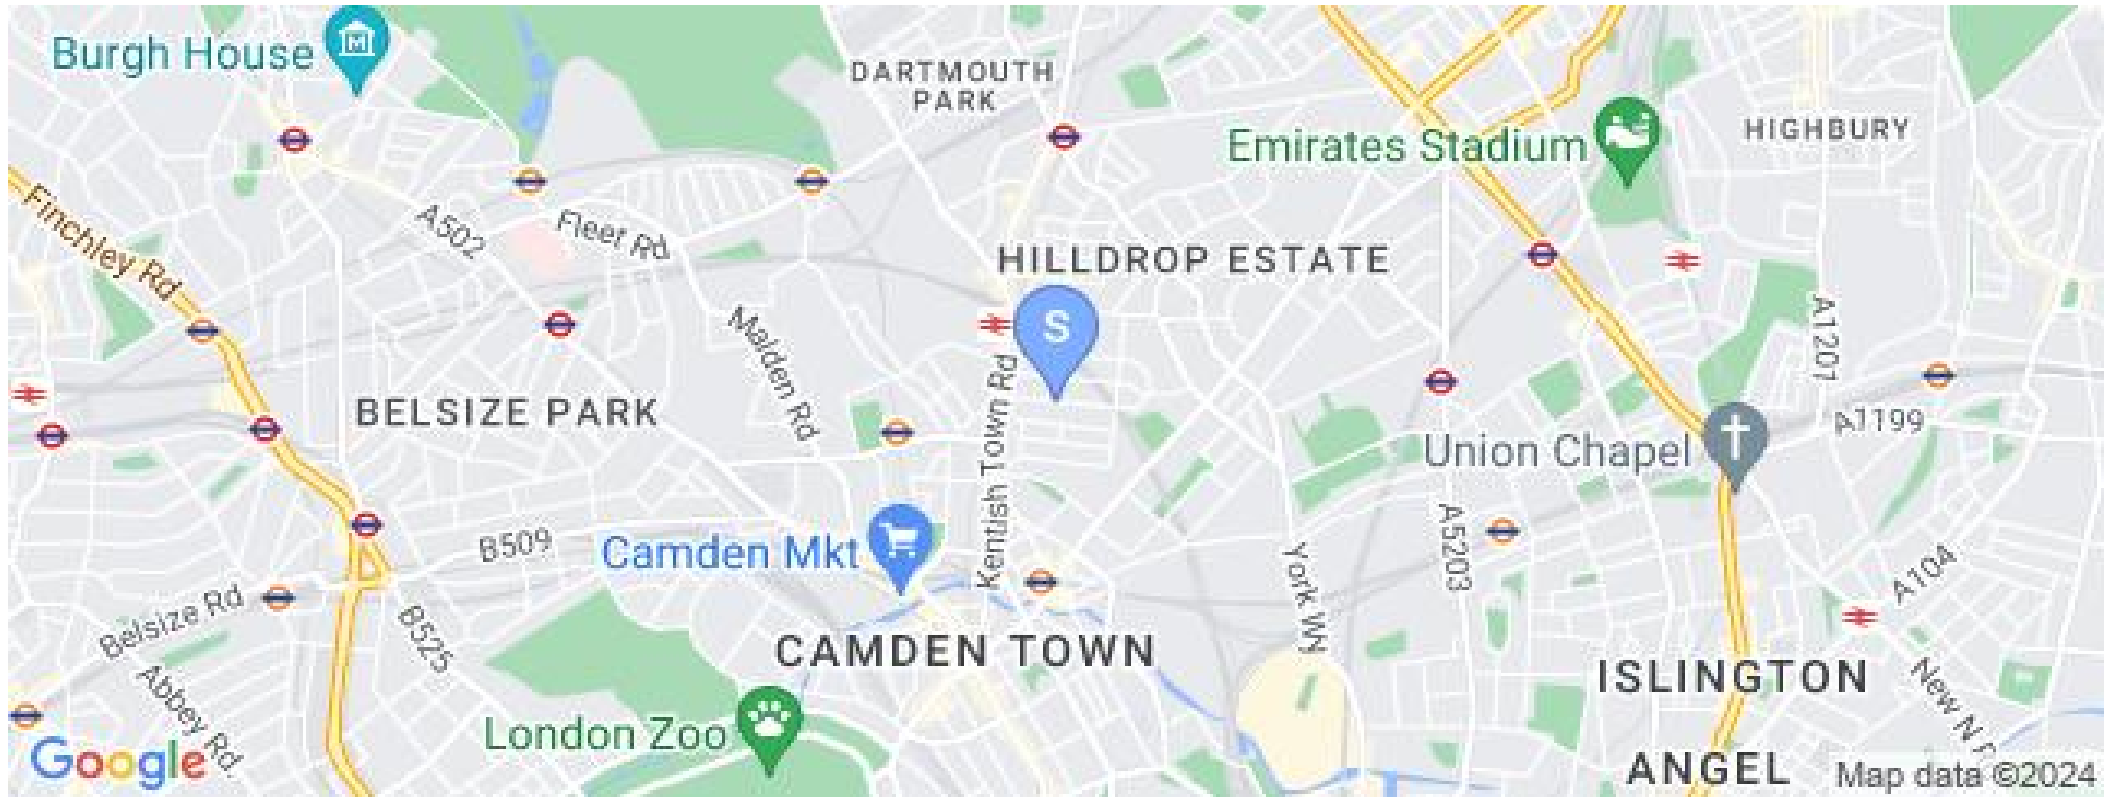 Burgh House
DARTMOUTH
PARK
Emirates Stadium
HIGHBURY
Finchley Rd
A502
Fleet Rd
HILLDROP ESTATE
S
Malden Rd
Kentish Town Rd
A1201
BELSIZE PARK
A1199
Union Chapel
Camden Mkt
B509
A5203
York Wy
A104
Belsize Rd
B525
CAMDEN TOWN
ISLINGTON
Abbey Rd.
New N
London Zoo
Google
ANGEL
Map data ©2024